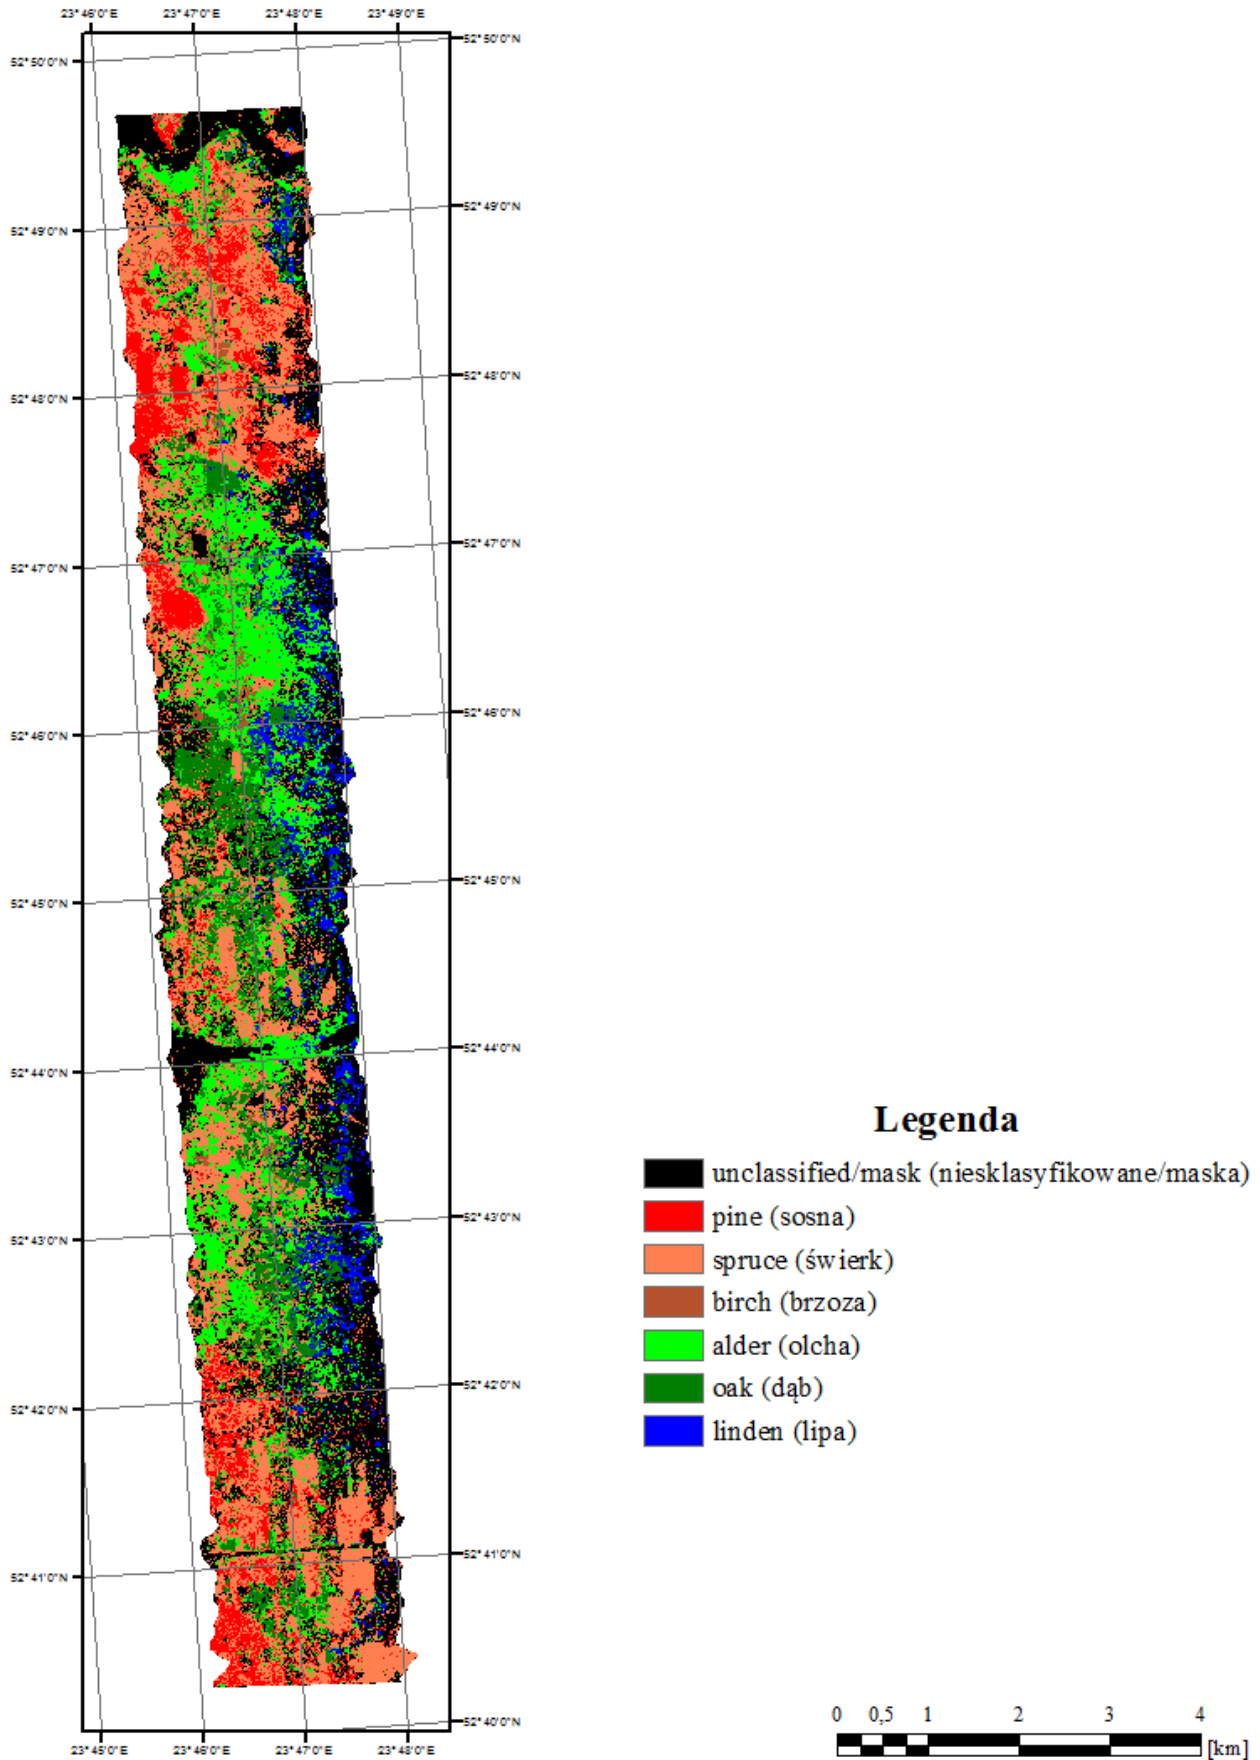 23°46'0"E 23°47'0"E 23°48'0"E 23°49'0"E
52°50'0"N
52°50'0"N
52°49'0"N
52°49'0"N
52°48'0"N
52°48'0"N
52°47'0"N
52°47'0"N
52°46'0"N
52°46'0"N
52°45'0"N
52°45'0"N
52°44'0"N
52°44'0"N
Legenda
unclassified/mask (niesklasyfikowane/maska)
pine (sosna)
52°43'0"N
52°43'0"N
spruce (świerk)
birch (brzoza)
alder (olcha)
52°42'0"N
oak (dąb)
52°42'0"N
linden (lipa)
52°41'0"N
52°41'0"N
0 0,5 1 2 3 4
52°40'0"N
[km]
23°45'0"E 23°46'0"E 23°47'0"E 23°48'0"E